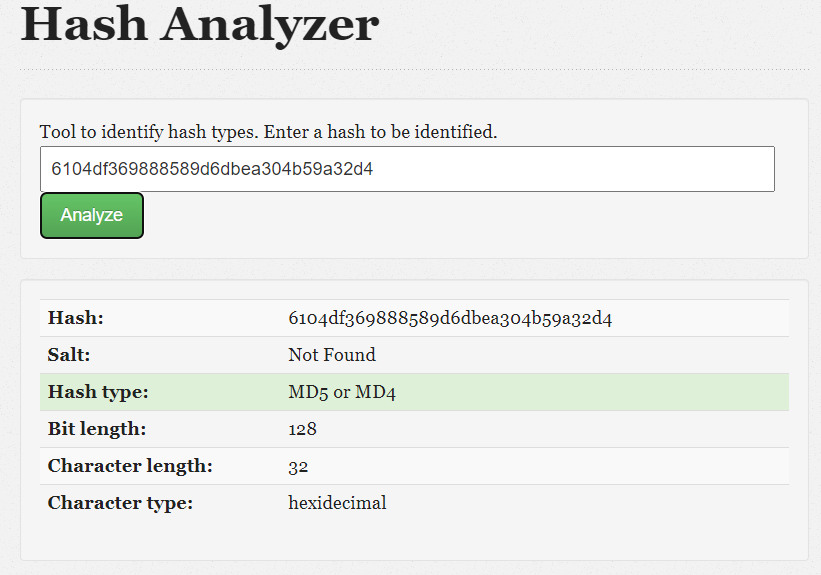 Hash Analyzer
Tool to identify hash types. Enter a hash to be identified.
6104df369888589d6dbea304b59a32d4
Analyze
Hash: 6104df369888589d6dbea304b59a32d4
Salt: Not Found
Hash type: MD5 or MD4
Bit length: 128
Character length: 32
Character type: hexidecimal